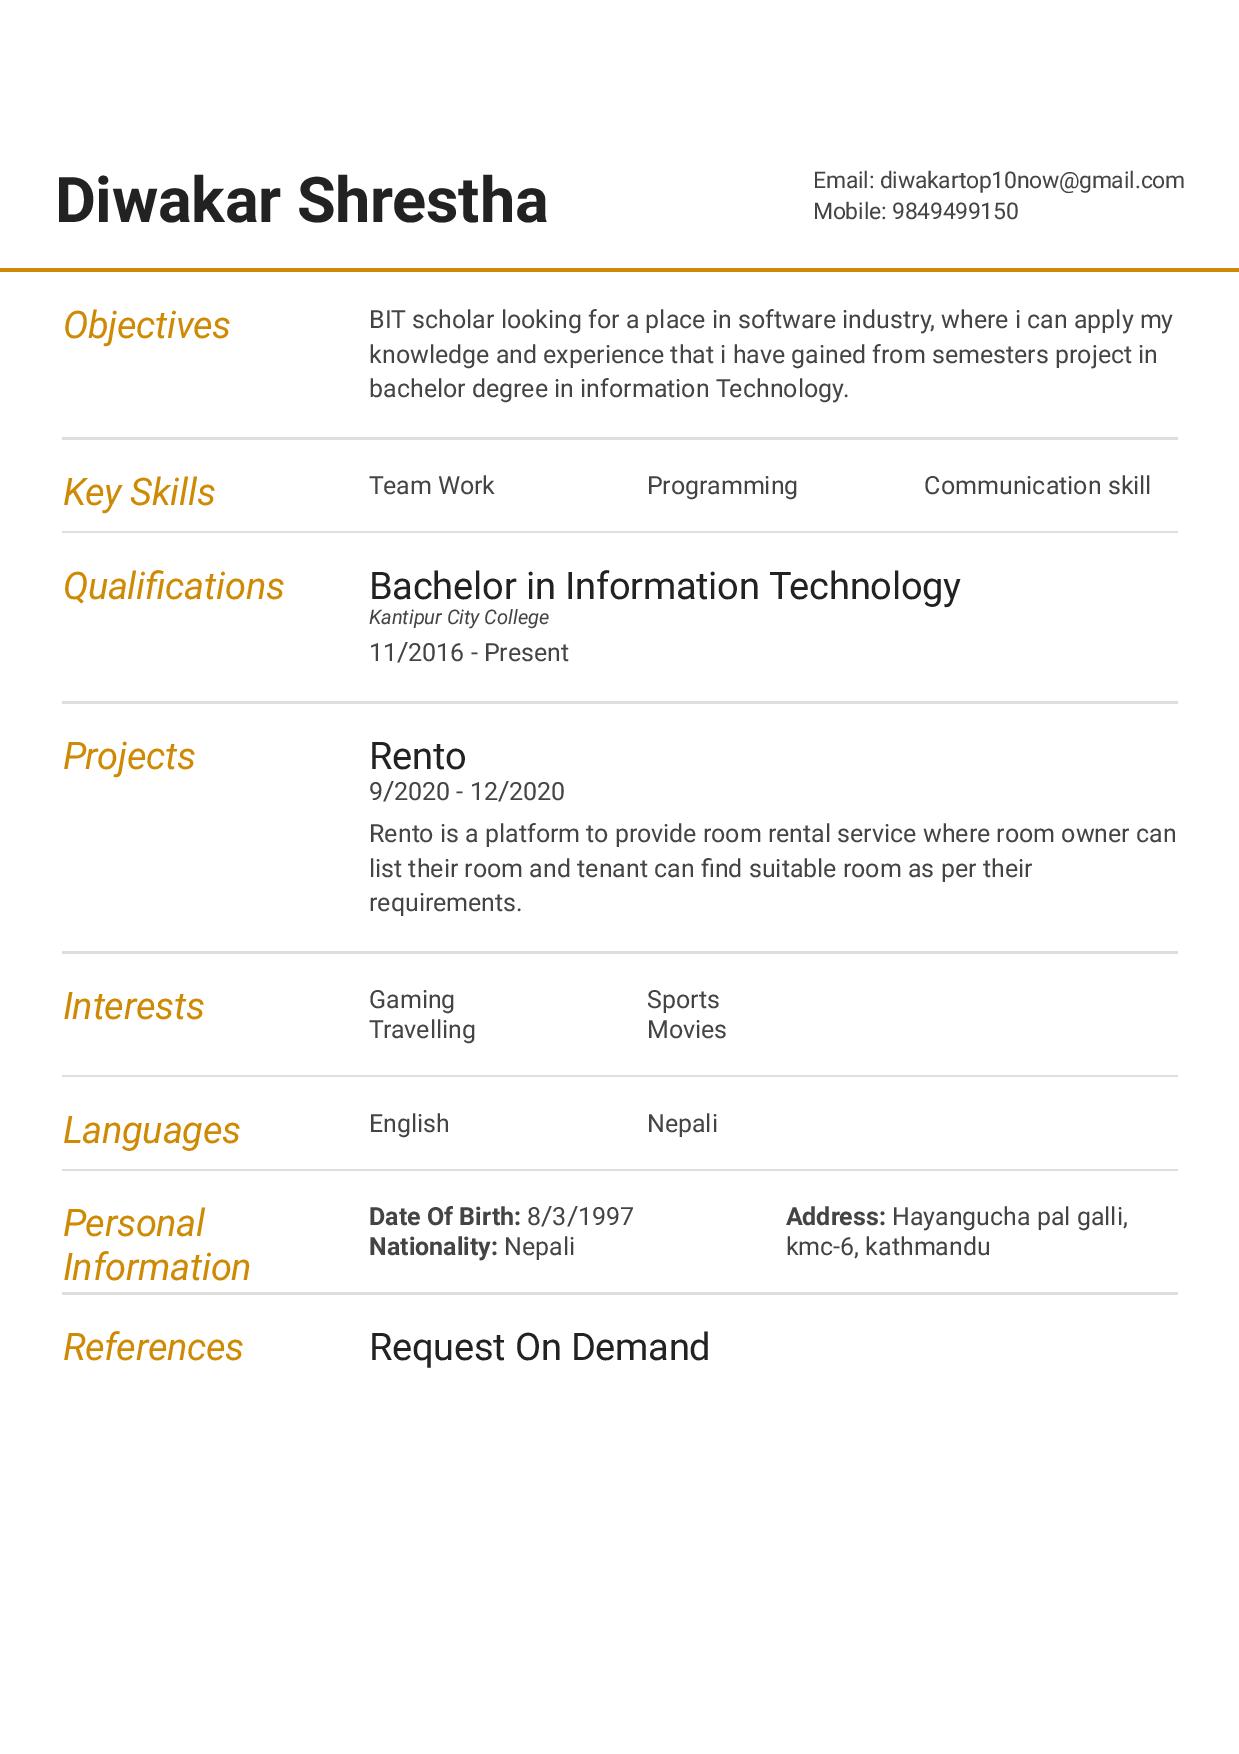 Diwakar Shrestha
Email: diwakartop10now@gmail.com
Mobile: 9849499150
Objectives
BIT scholar looking for a place in software industry, where i can apply my
knowledge and experience that i have gained from semesters project in
bachelor degree in information Technology.
Key Skills
Team Work
Programming
Communication skill
Qualifications
Bachelor in Information Technology
Kantipur City College
11/2016 - Present
Projects
Rento
9/2020 - 12/2020
Rento is a platform to provide room rental service where room owner can
list their room and tenant can find suitable room as per their
requirements.
Interests
Gaming
Sports
Travelling
Movies
Languages
English
Nepali
Personal
Information
Date Of Birth: 8/3/1997
Nationality: Nepali
Address: Hayangucha pal galli,
kmc-6, kathmandu
References
Request On Demand